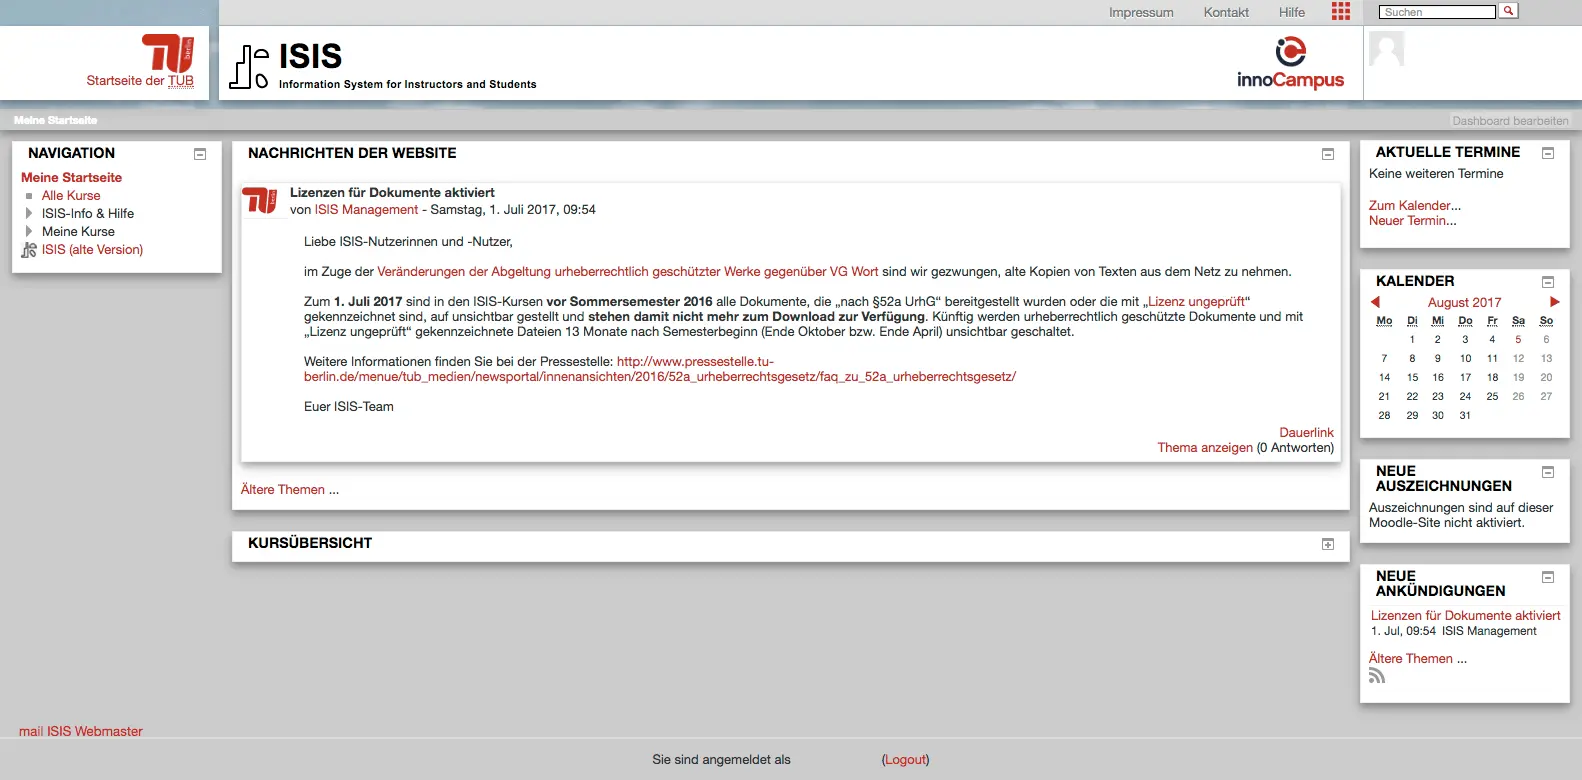 Impressum Kontakt Hilfe Suchen
TU berlin
Startseite der TUB
ISIS
Information System for Instructors and Students
innoCampus
Meine Startseite
Dashboard bearbeiten
NAVIGATION
Meine Startseite
Alle Kurse
ISIS-Info & Hilfe
Meine Kurse
ISIS (alte Version)
NACHRICHTEN DER WEBSITE
Lizenzen für Dokumente aktiviert
von ISIS Management - Samstag, 1. Juli 2017, 09:54
Liebe ISIS-Nutzerinnen und -Nutzer,
im Zuge der Veränderungen der Abgeltung urheberrechtlich geschützter Werke gegenüber VG Wort sind wir gezwungen, alte Kopien von Texten aus dem Netz zu nehmen.
Zum 1. Juli 2017 sind in den ISIS-Kursen vor Sommersemester 2016 alle Dokumente, die „nach §52a UrhG“ bereitgestellt wurden oder die mit „Lizenz ungeprüft“
gekennzeichnet sind, auf unsichtbar gestellt und stehen damit nicht mehr zum Download zur Verfügung. Künftig werden urheberrechtlich geschützte Dokumente und mit
„Lizenz ungeprüft“ gekennzeichnete Dateien 13 Monate nach Semesterbeginn (Ende Oktober bzw. Ende April) unsichtbar geschaltet.
Weitere Informationen finden Sie bei der Pressestelle: http://www.pressestelle.tu-
berlin.de/menue/tub_medien/newsportal/innenansichten/2016/52a_urheberrechtsgesetz/faq_zu_52a_urheberrechtsgesetz/
Euer ISIS-Team
Dauerlink
Thema anzeigen (0 Antworten)
Ältere Themen ...
KURSÜBERSICHT
AKTUELLE TERMINE
Keine weiteren Termine
Zum Kalender...
Neuer Termin...
KALENDER
August 2017
Mo Di Mi Do Fr Sa So
1 2 3 4 5 6
7 8 9 10 11 12 13
14 15 16 17 18 19 20
21 22 23 24 25 26 27
28 29 30 31
NEUE
AUSZEICHNUNGEN
Auszeichnungen sind auf dieser
Moodle-Site nicht aktiviert.
NEUE
ANKÜNDIGUNGEN
Lizenzen für Dokumente aktiviert
1. Jul, 09:54 ISIS Management
Ältere Themen ...
mail ISIS Webmaster
Sie sind angemeldet als (Logout)